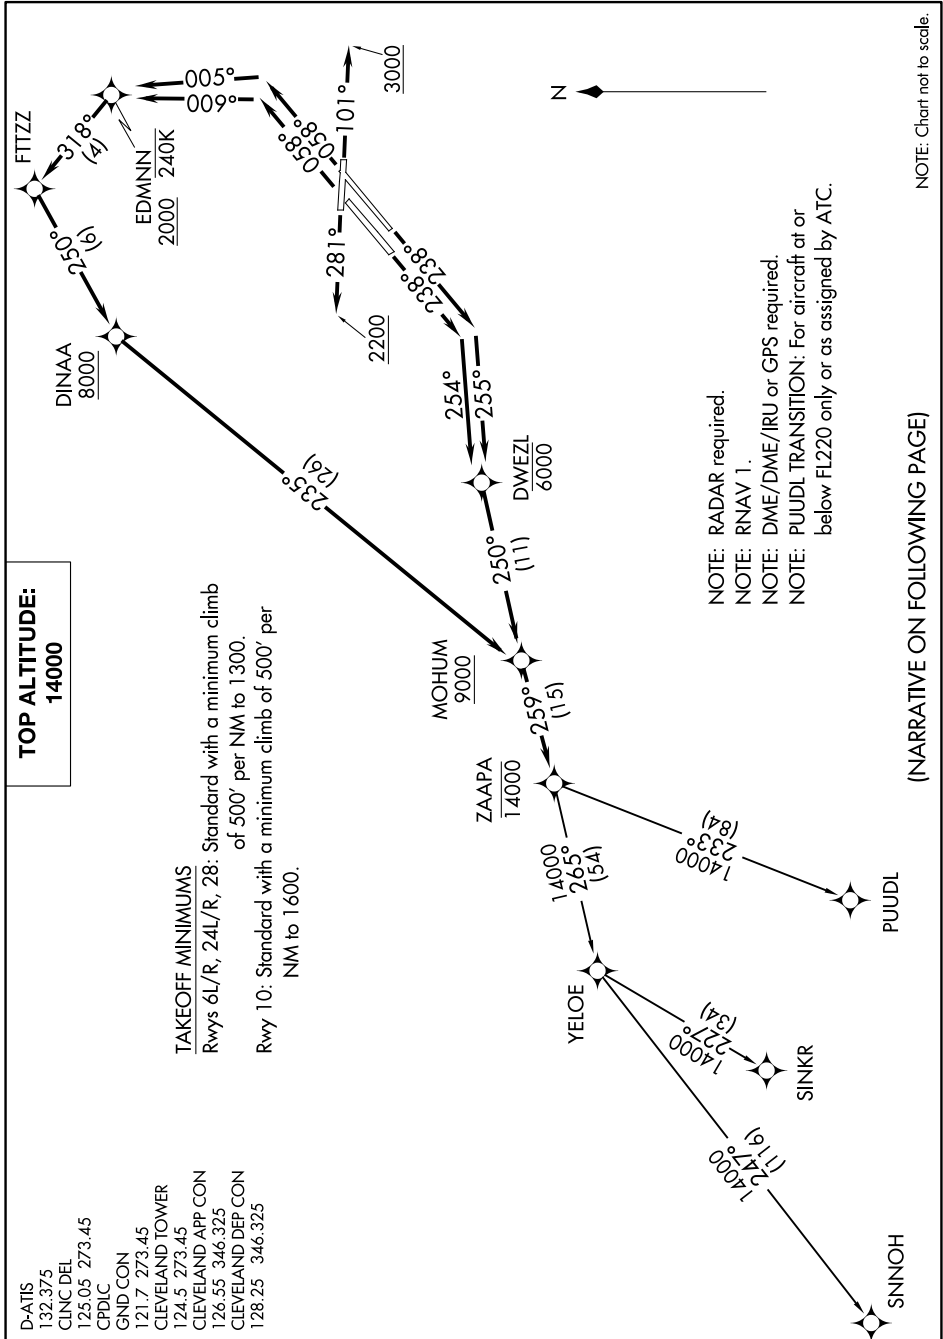 TOP ALTITUDE:
14000
D-ATIS
132.375
CLNC DEL
125.05 273.45
CPDLC
GND CON
121.7 273.45
CLEVELAND TOWER
124.5 273.45
CLEVELAND APP CON
126.55 346.325
CLEVELAND DEP CON
128.25 346.325
TAKEOFF MINIMUMS
Rwys 6L/R, 24L/R, 28: Standard with a minimum climb
of 500' per NM to 1300.
Rwy 10: Standard with a minimum climb of 500' per
NM to 1600.
FTTZZ
318°
(4)
EDMNN
2000 240K
005°
009°
250°
(6)
DINAA
8000
235°
(26)
058°
058°
101°
3000
281°
2200
238°
238°
254°
255°
DWEZL
6000
250°
(11)
MOHUM
9000
259°
(15)
ZAAPA
14000
14000
265°
(54)
14000
233°
(84)
PUUDL
YELOE
14000
227°
(34)
SINKR
14000
247°
(116)
SNNOH
N
NOTE: RADAR required.
NOTE: RNAV 1.
NOTE: DME/DME/IRU or GPS required.
NOTE: PUUDL TRANSITION: For aircraft at or
below FL220 only or as assigned by ATC.
(NARRATIVE ON FOLLOWING PAGE)
NOTE: Chart not to scale.